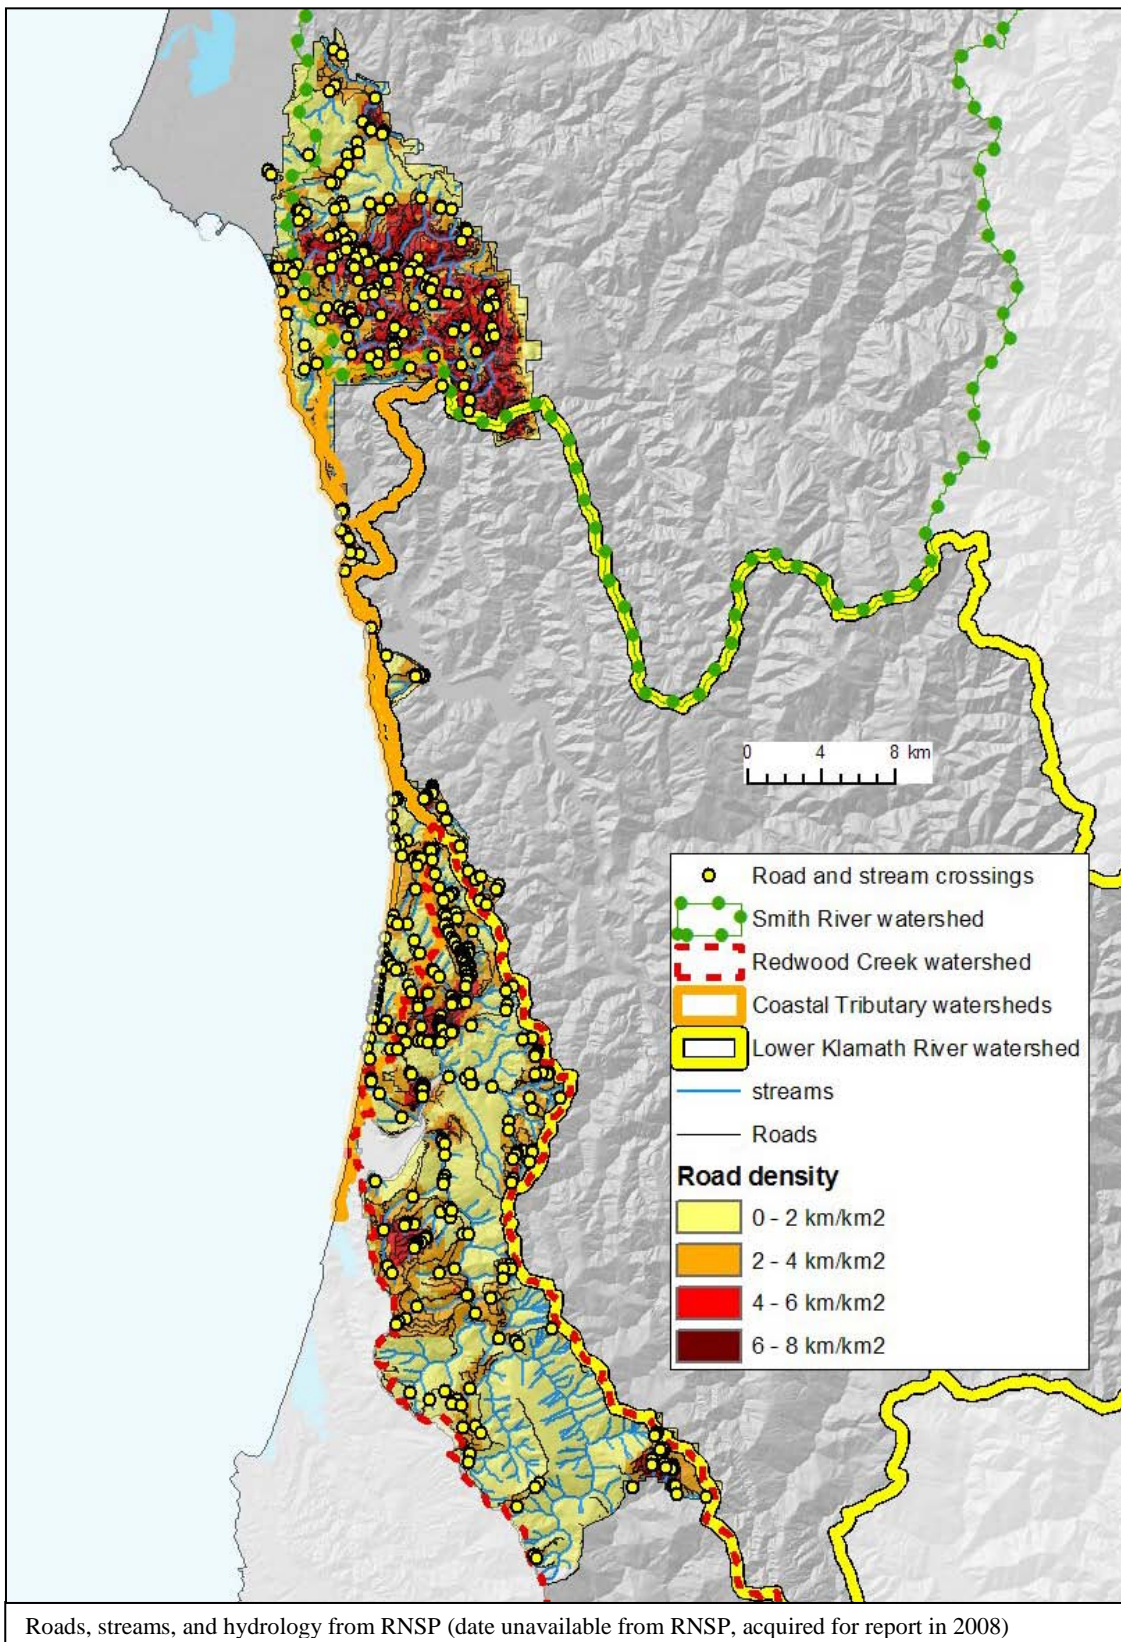 0 4 8 km
Road and stream crossings
Smith River watershed
Redwood Creek watershed
Coastal Tributary watersheds
Lower Klamath River watershed
streams
Roads
Road density
0 - 2 km/km2
2 - 4 km/km2
4 - 6 km/km2
6 - 8 km/km2
Roads, streams, and hydrology from RNSP (date unavailable from RNSP, acquired for report in 2008)